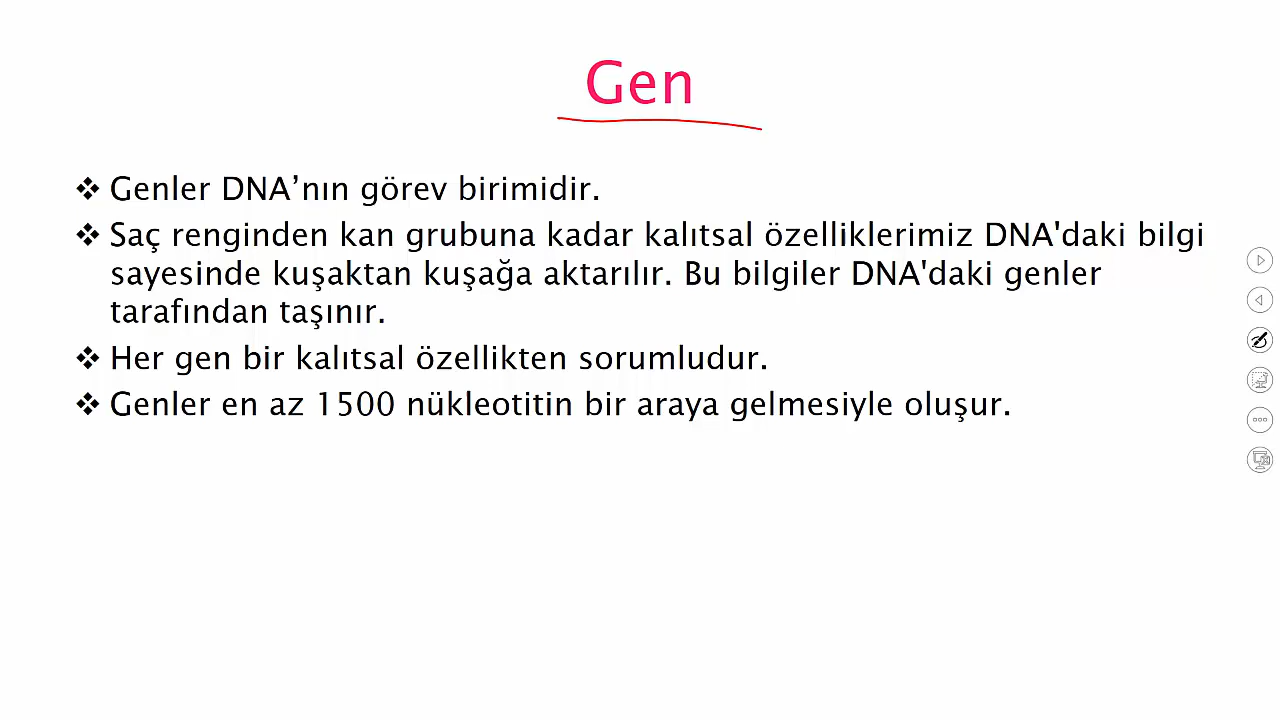 Gen
❖ Genler DNA’nın görev birimidir.
❖ Saç renginden kan grubuna kadar kalıtsal özelliklerimiz DNA'daki bilgi
sayesinde kuşaktan kuşağa aktarılır. Bu bilgiler DNA'daki genler
tarafından taşınır.
❖ Her gen bir kalıtsal özellikten sorumludur.
❖ Genler en az 1500 nükleotitin bir araya gelmesiyle oluşur.